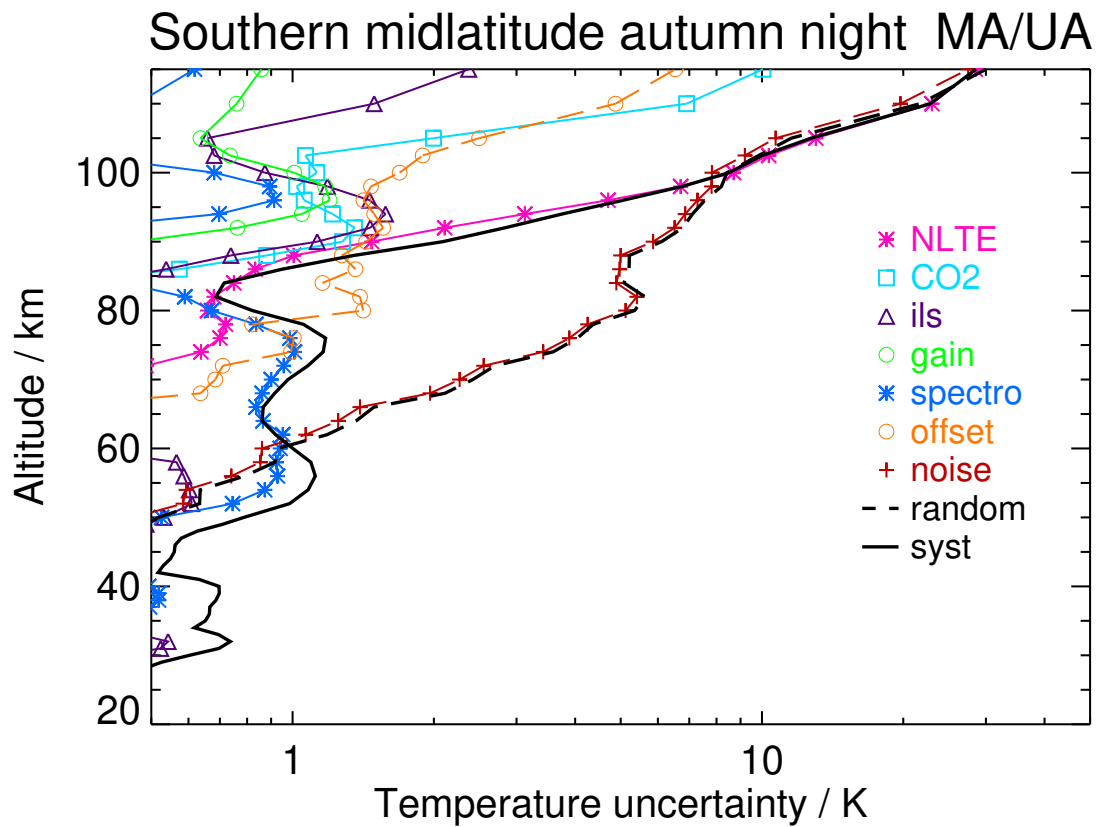 Southern midlatitude autumn night MA/UA
100
80
60
40
20
Altitude / km
NLTE
CO2
ils
gain
spectro
offset
noise
random
syst
1 10
Temperature uncertainty / K